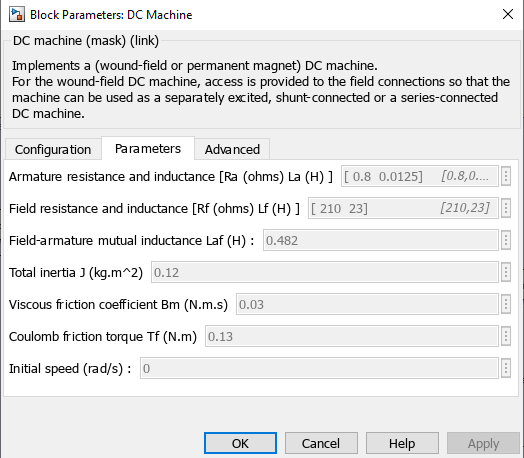 Block Parameters: DC Machine
DC machine (mask) (link)
Implements a (wound-field or permanent magnet) DC machine.
For the wound-field DC machine, access is provided to the field connections so that the
machine can be used as a separately excited, shunt-connected or a series-connected
DC machine.
Configuration Parameters Advanced
Armature resistance and inductance [Ra (ohms) La (H) ] [ 0.8 0.0125] [0.8,0....
Field resistance and inductance [Rf (ohms) Lf (H) ] [ 210 23] [210,23]
Field-armature mutual inductance Laf (H) : 0.482
Total inertia J (kg.m^2) 0.12
Viscous friction coefficient Bm (N.m.s) 0.03
Coulomb friction torque Tf (N.m) 0.13
Initial speed (rad/s) : 0
OK Cancel Help Apply